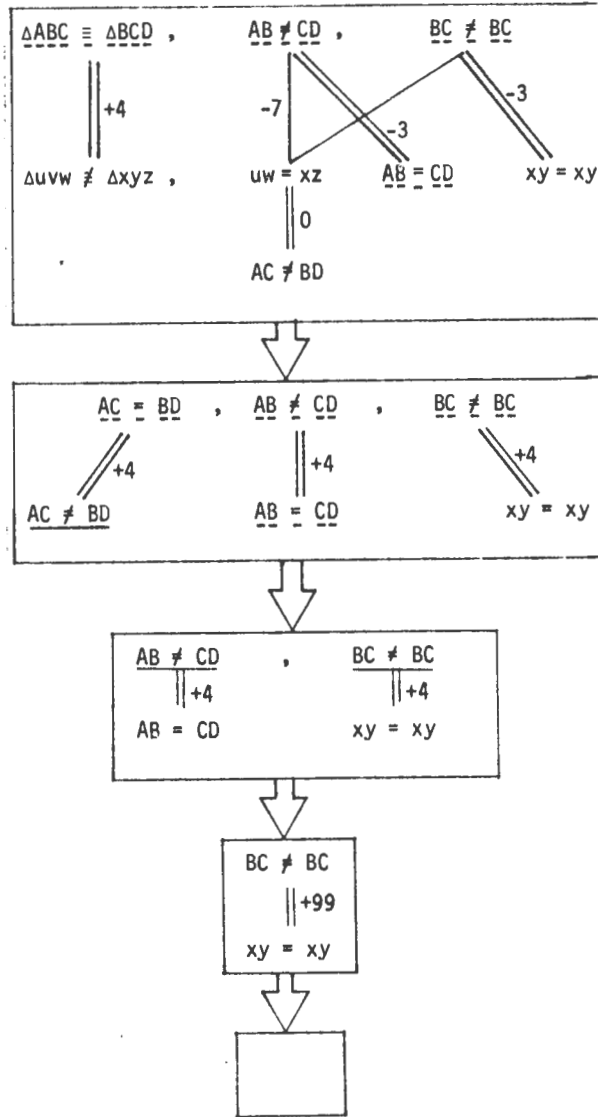 ΔABC ≡ ΔBCD , AB ≠ CD , BC ≠ BC
+4 -7 -3 -3
Δuvw ≢ Δxyz , uw = xz AB = CD xy = xy
0
AC ≠ BD
AC = BD , AB ≠ CD , BC ≠ BC
+4 +4 +4
AC ≠ BD AB = CD xy = xy
AB ≠ CD , BC ≠ BC
+4 +4
AB = CD xy = xy
BC ≠ BC
+99
xy = xy